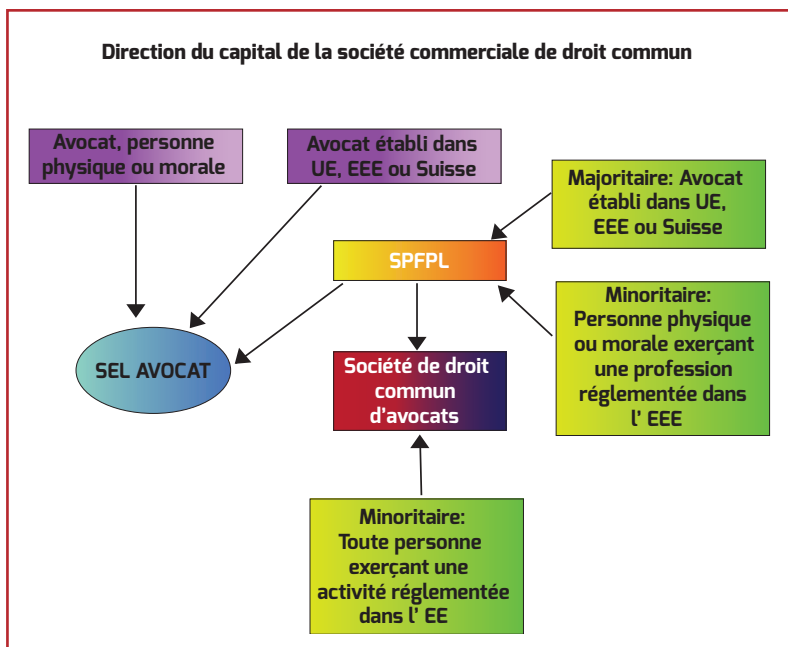 Direction du capital de la société commerciale de droit commun
Avocat, personne
physique ou morale
Avocat établi dans
UE, EEE ou Suisse
Majoritaire: Avocat
établi dans UE,
EEE ou Suisse
SPFPL
Minoritaire:
Personne physique
ou morale exerçant
une profession
réglementée dans
l' EEE
SEL AVOCAT
Société de droit
commun
d'avocats
Minoritaire:
Toute personne
exerçant une
activité réglementée
dans l' EE